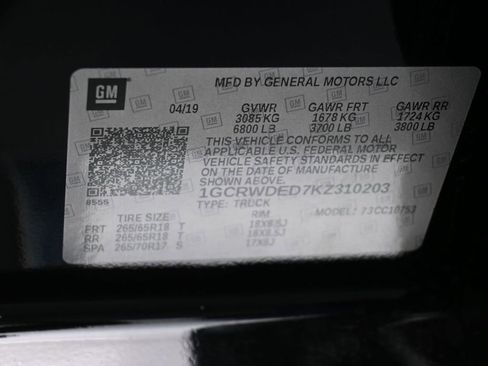 GM
MFD BY GENERAL MOTORS LLC
04/19 GVWR GAWR FRT GAWR RR
3085 KG 1678 KG 1724 KG
6800 LB 3700 LB 3800 LB
THIS VEHICLE CONFORMS TO ALL
APPLICABLE U.S. FEDERAL MOTOR
VEHICLE SAFETY STANDARDS IN EFFECT
ON THE DATE OF MANUFACTURE
SHOWN ABOVE.
1GCRWDED7KZ310203
8555 TYPE: TRUCK MODEL: 73CC10753
TIRE SIZE RIM
FRT 265/65R18 T 18X8.5J
RR 265/65R18 T 18X8.5J
SPA 265/70R17 S 17X8J